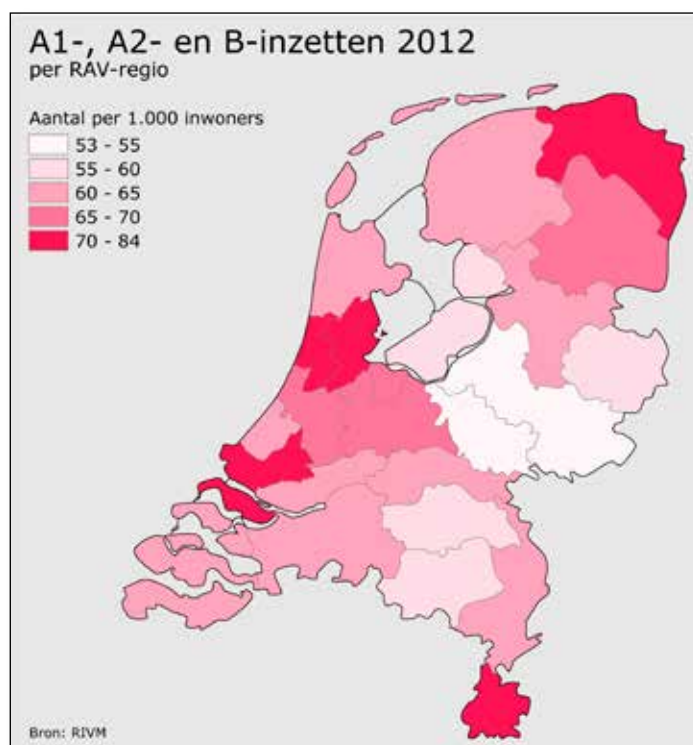 A1-, A2- en B-inzetten 2012
per RAV-regio
Aantal per 1.000 inwoners
53 - 55
55 - 60
60 - 65
65 - 70
70 - 84
Bron: RIVM